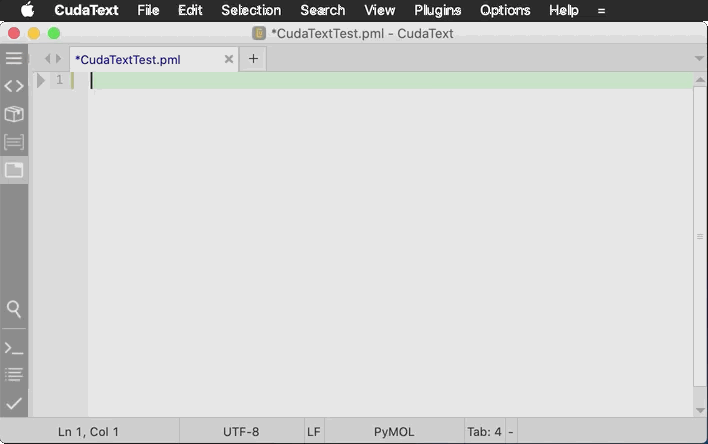 CudaText File Edit Selection Search View Plugins Options Help =
*CudaTextTest.pml - CudaText
*CudaTextTest.pml × +
1
Ln 1, Col 1 UTF-8 LF PyMOL Tab: 4 -